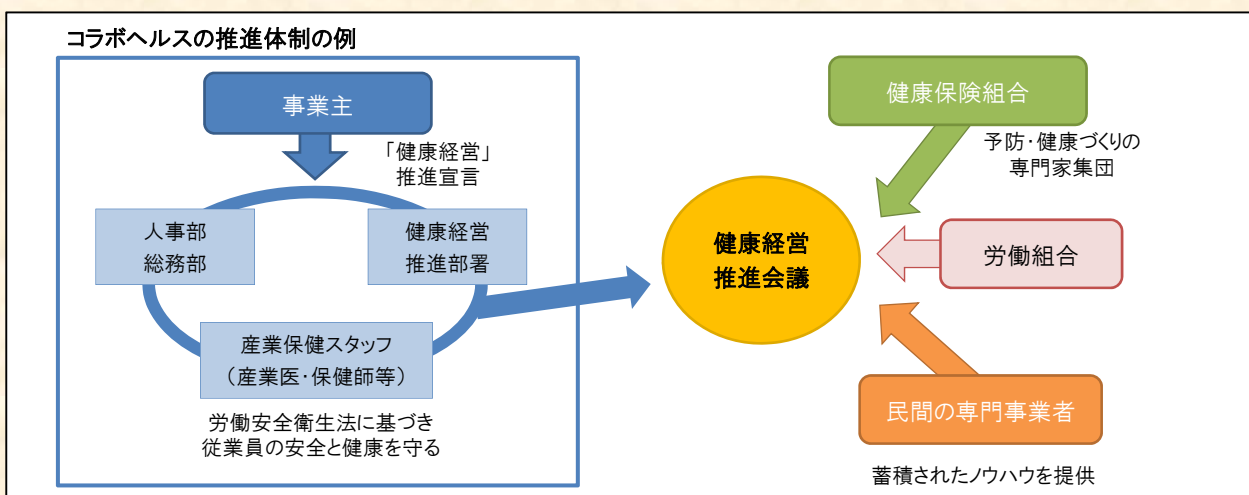 コラボヘルスの推進体制の例
事業主
「健康経営」
推進宣言
人事部
総務部
健康経営
推進部署
産業保健スタッフ
（産業医・保健師等）
労働安全衛生法に基づき
従業員の安全と健康を守る
健康経営
推進会議
健康保険組合
予防・健康づくりの
専門家集団
労働組合
民間の専門事業者
蓄積されたノウハウを提供